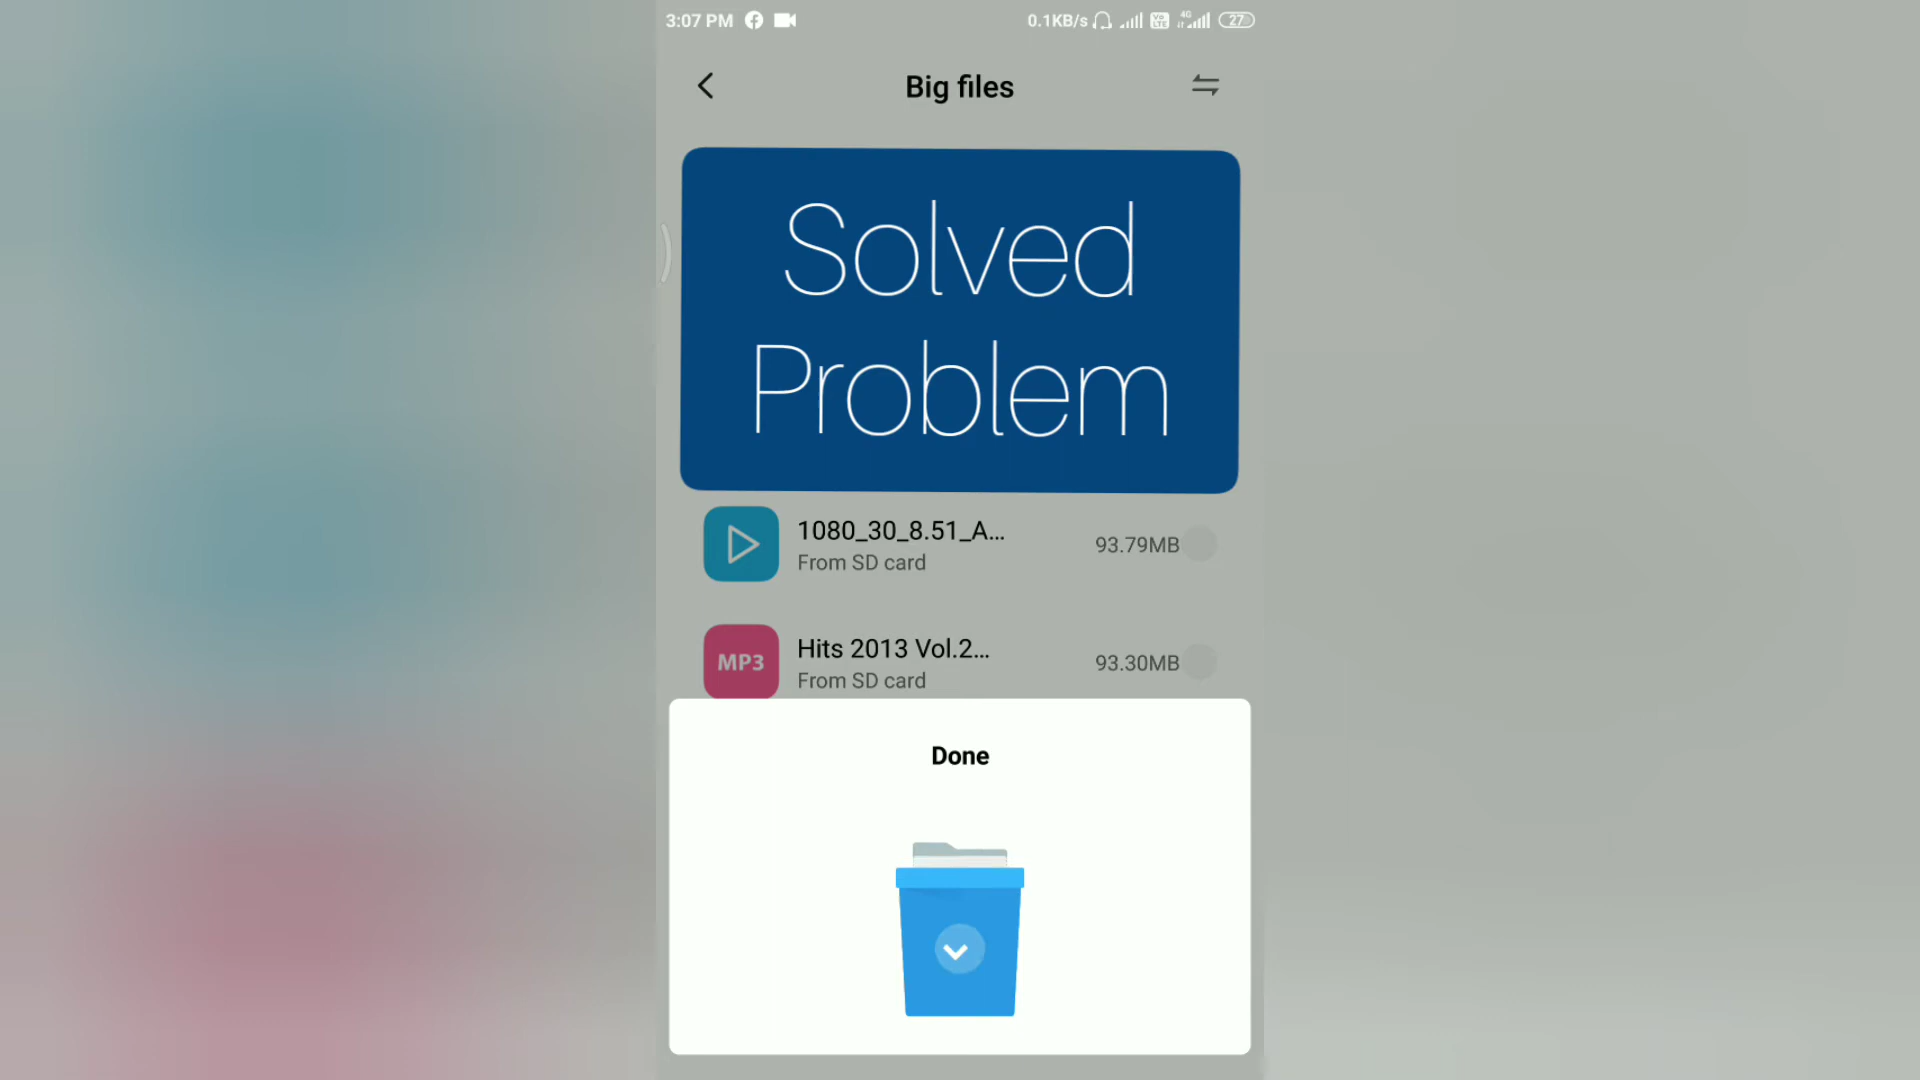 3:07 PM
0.1KB/s
4G
27
Big files
Solved
Problem
1080_30_8.51_A...
From SD card
93.79MB
MP3
Hits 2013 Vol.2...
From SD card
93.30MB
Done